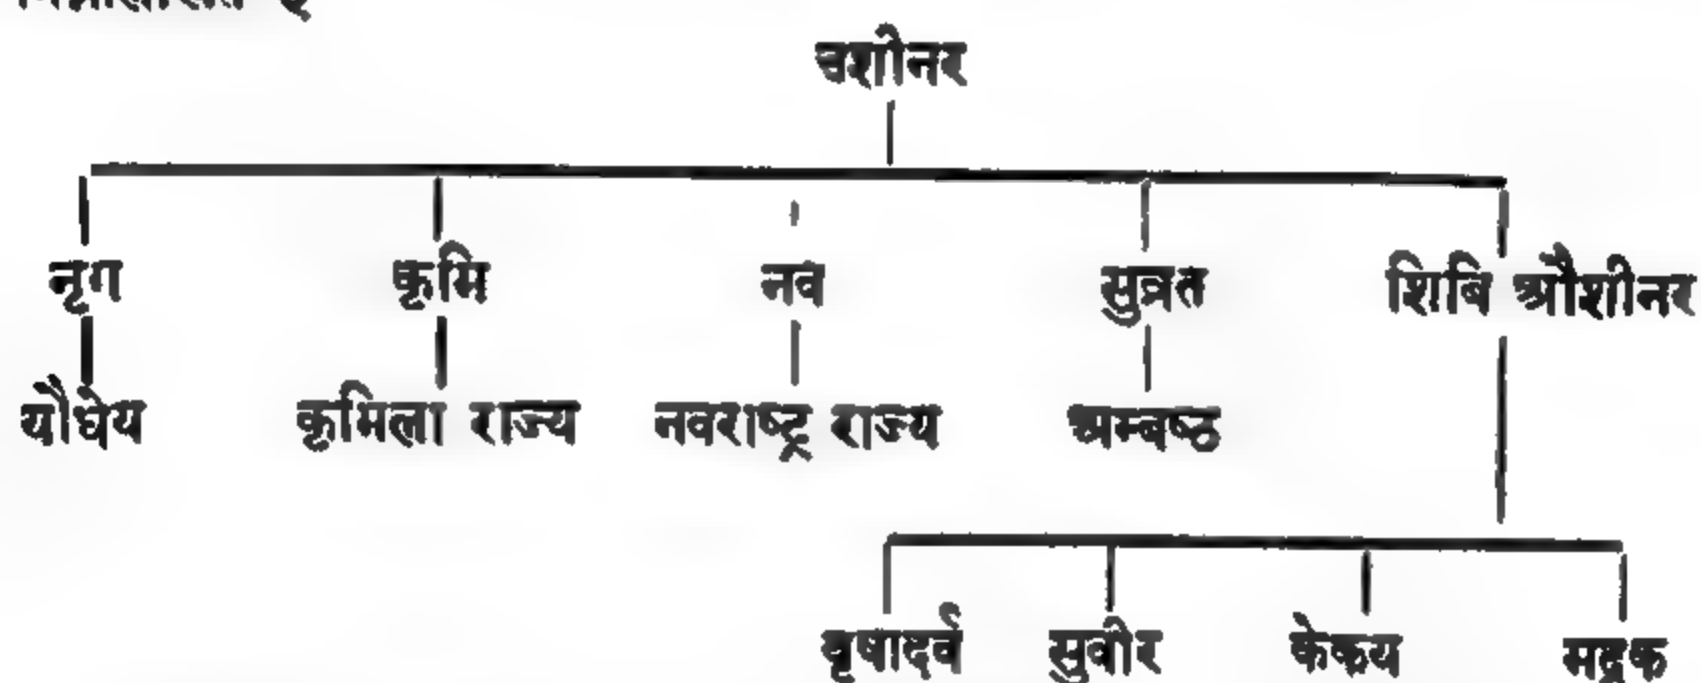 उशीनर
नृग कृमि नव सुव्रत शिबि औशीनर
यौधेय कृमिला राज्य नवराष्ट्र राज्य अम्बष्ठ
वृषादर्व सुवीर केकय मद्रक